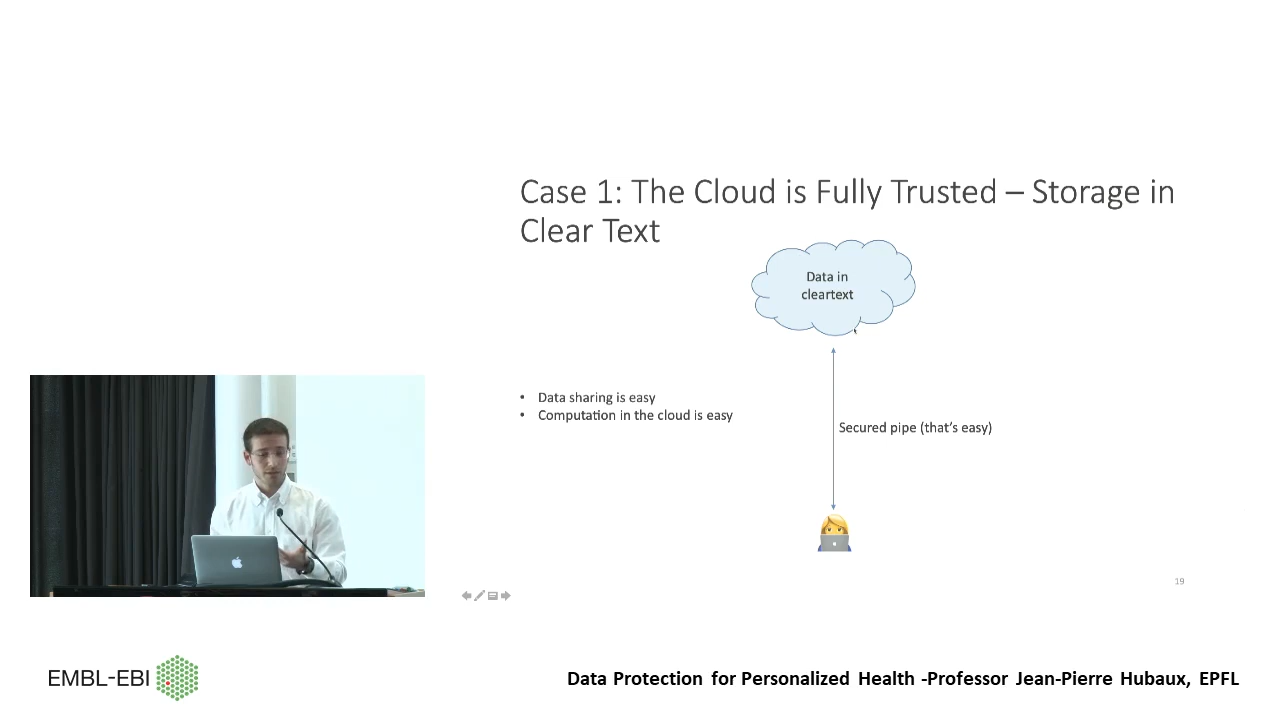 Case 1: The Cloud is Fully Trusted – Storage in
Clear Text
Data in
cleartext
• Data sharing is easy
• Computation in the cloud is easy
Secured pipe (that's easy)
19
EMBL-EBI
Data Protection for Personalized Health -Professor Jean-Pierre Hubaux, EPFL